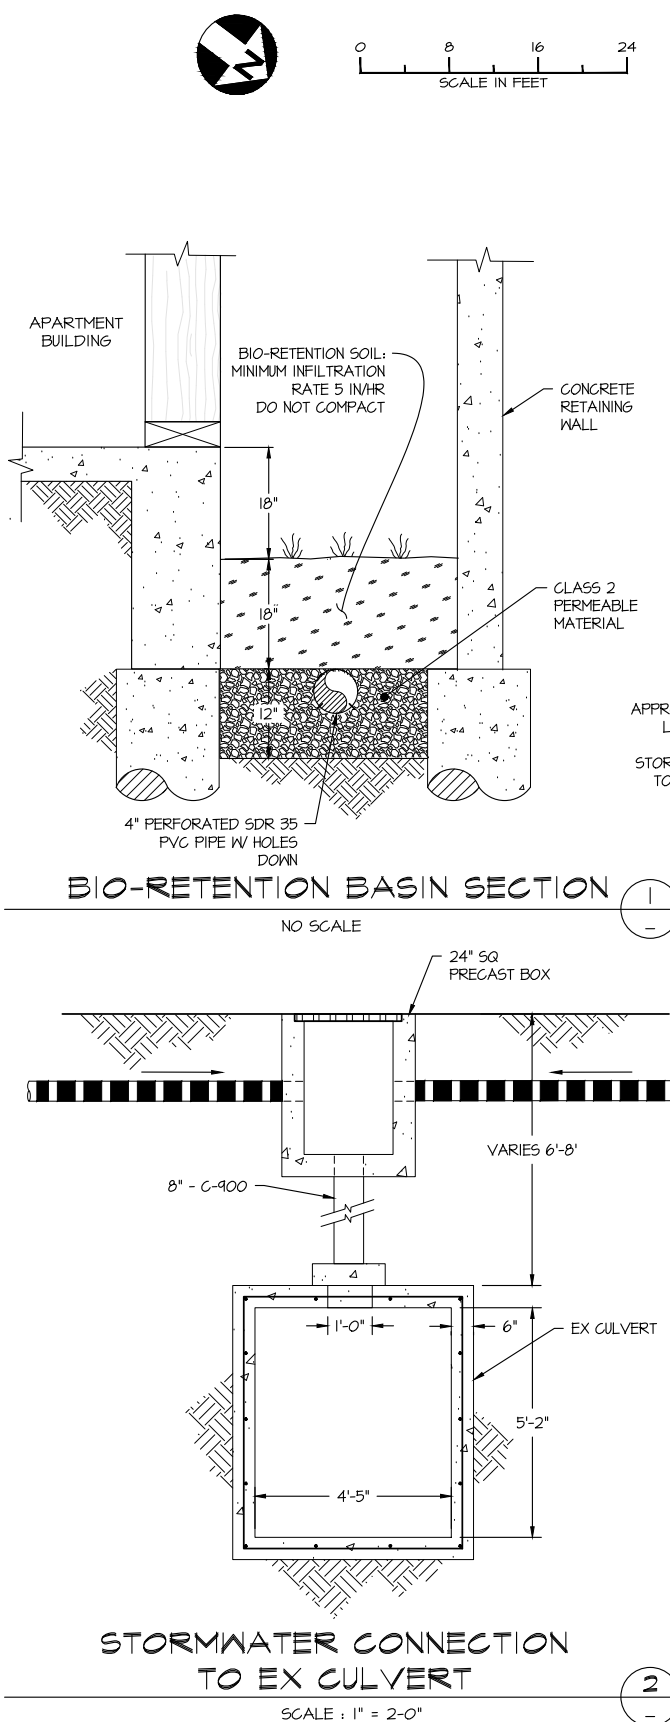 N
0 8 16 24
SCALE IN FEET
APARTMENT
BUILDING
BIO-RETENTION SOIL:
MINIMUM INFILTRATION
RATE 5 IN/HR
DO NOT COMPACT
CONCRETE
RETAINING
WALL
18"
18"
CLASS 2
PERMEABLE
MATERIAL
12"
APPR
L
STOR
TO
4" PERFORATED SDR 35
PVC PIPE W/ HOLES
DOWN
BIO-RETENTION BASIN SECTION
1
–
NO SCALE
24" SQ
PRECAST BOX
VARIES 6'-8'
8" - C-900
1'-0"
6"
EX CULVERT
5'-2"
4'-5"
STORMWATER CONNECTION
TO EX CULVERT
2
–
SCALE : 1" = 2-0"